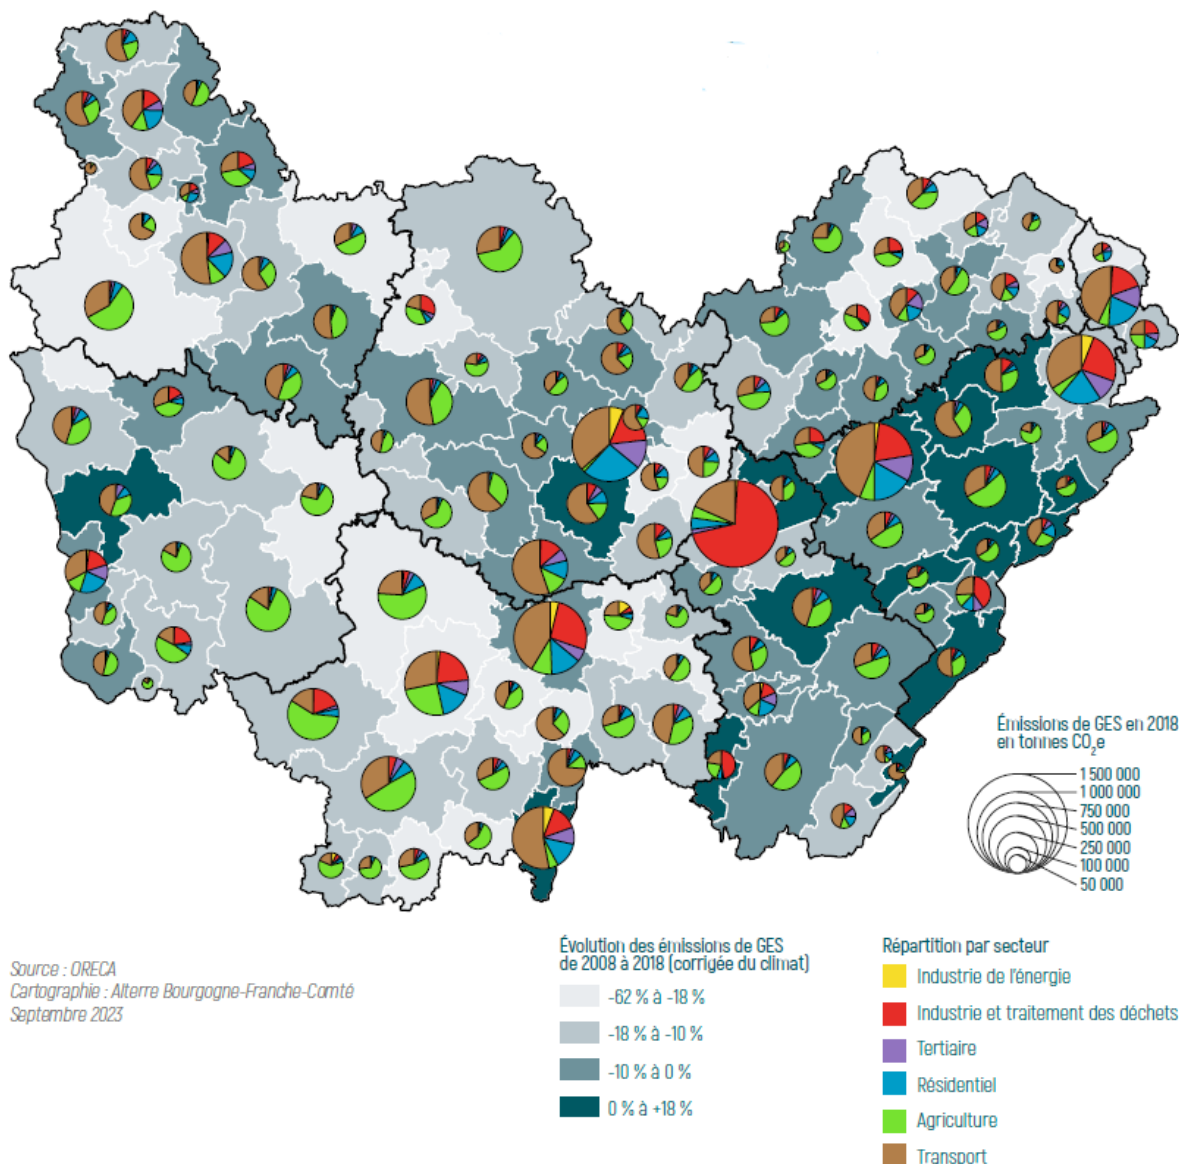 Émissions de GES en 2018
en tonnes CO₂e
1 500 000
1 000 000
750 000
500 000
250 000
100 000
50 000
Source : ORECA
Cartographie : Alterre Bourgogne-Franche-Comté
Septembre 2023
Évolution des émissions de GES
de 2008 à 2018 (corrigée du climat)
-62 % à -18 %
-18 % à -10 %
-10 % à 0 %
0 % à +18 %
Répartition par secteur
Industrie de l'énergie
Industrie et traitement des déchets
Tertiaire
Résidentiel
Agriculture
Transport